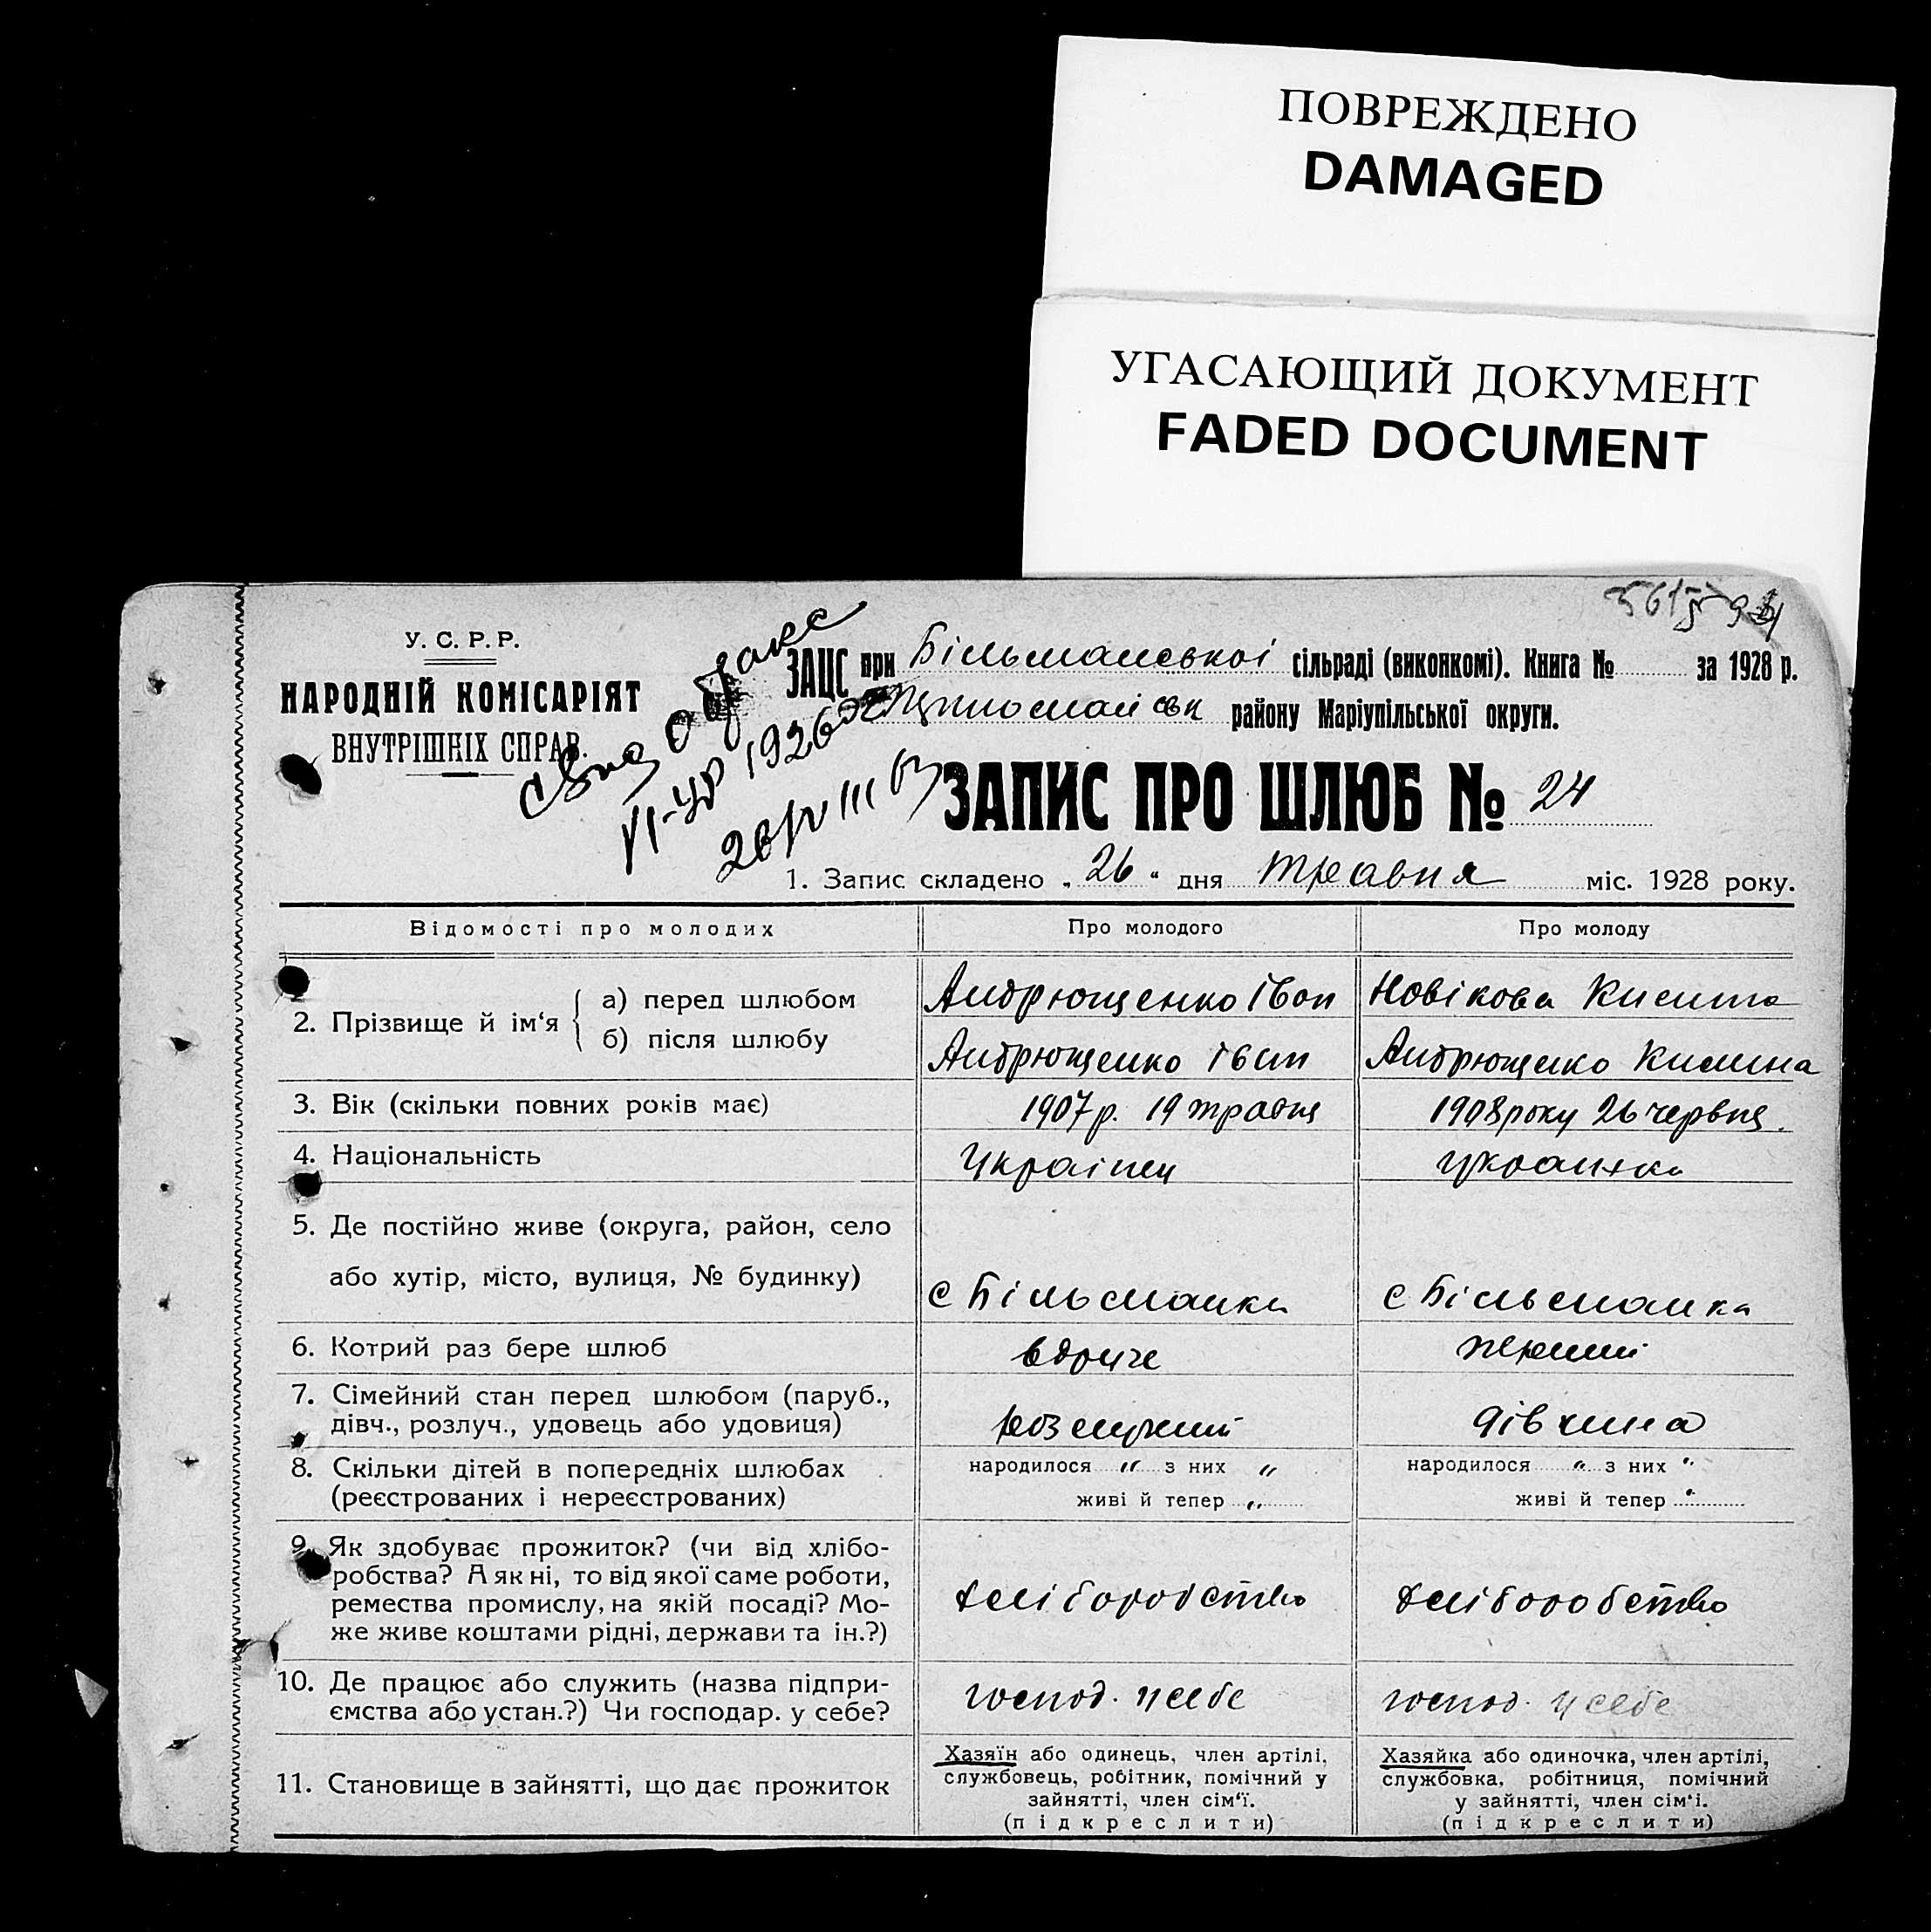 ПОВРЕЖДЕНО
DAMAGED
УГАСАЮЩИЙ ДОКУМЕНТ
FADED DOCUMENT
У. С. Р. Р.
НАРОДНІЙ КОМІСАРІЯТ
ВНУТРІШНІХ СПРАВ.
ЗАЦС при Більманської сільраді (виконкомі). Книга № за 1928 р.
району Маріупільської округи.
ЗАПИС ПРО ШЛЮБ № 24
1. Запис складено „ 26 “ дня травня міс. 1928 року.
Відомості про молодих
Про молодого
Про молоду
2. Прізвище й ім‘я
а) перед шлюбом
Андрющенко Іван
Новікова
б) після шлюбу
Андрющенко Іван
Андрющенко
3. Вік (скільки повних років має)
1907 р. 19 травня
1908 року 26 червня.
4. Національність
Українец
украинка
5. Де постійно живе (округа, район, село
або хутір, місто, вулиця, № будинку)
с Більманка
с Більманка
6. Котрий раз бере шлюб
вдруге
перший
7. Сімейний стан перед шлюбом (паруб.,
дівч., розлуч., удовець або удовиця)
дівчина
8. Скільки дітей в попередніх шлюбах
(реєстрованих і нереєстрованих)
народилося „ з них „
живі й тепер „
народилося „ з них „
живі й тепер „
9. Як здобуває прожиток? (чи від хлібо-
робства? А як ні, то від якої саме роботи,
ремества промислу, на якій посаді? Мо-
же живе коштами рідні, держави та ін.?)
хліборобство
хліборобство
10. Де працює або служить (назва підпри-
ємства або устан.?) Чи господар. у себе?
господ. у себе
господ. у себе
11. Становище в зайнятті, що дає прожиток
Хазяїн або одинець, член артілі,
службовець, робітник, помічний у
зайнятті, член сім‘ї.
(підкреслити)
Хазяйка або одиночка, член артілі,
службовка, робітниця, помічний
у зайнятті, член сім‘і.
(підкреслити)